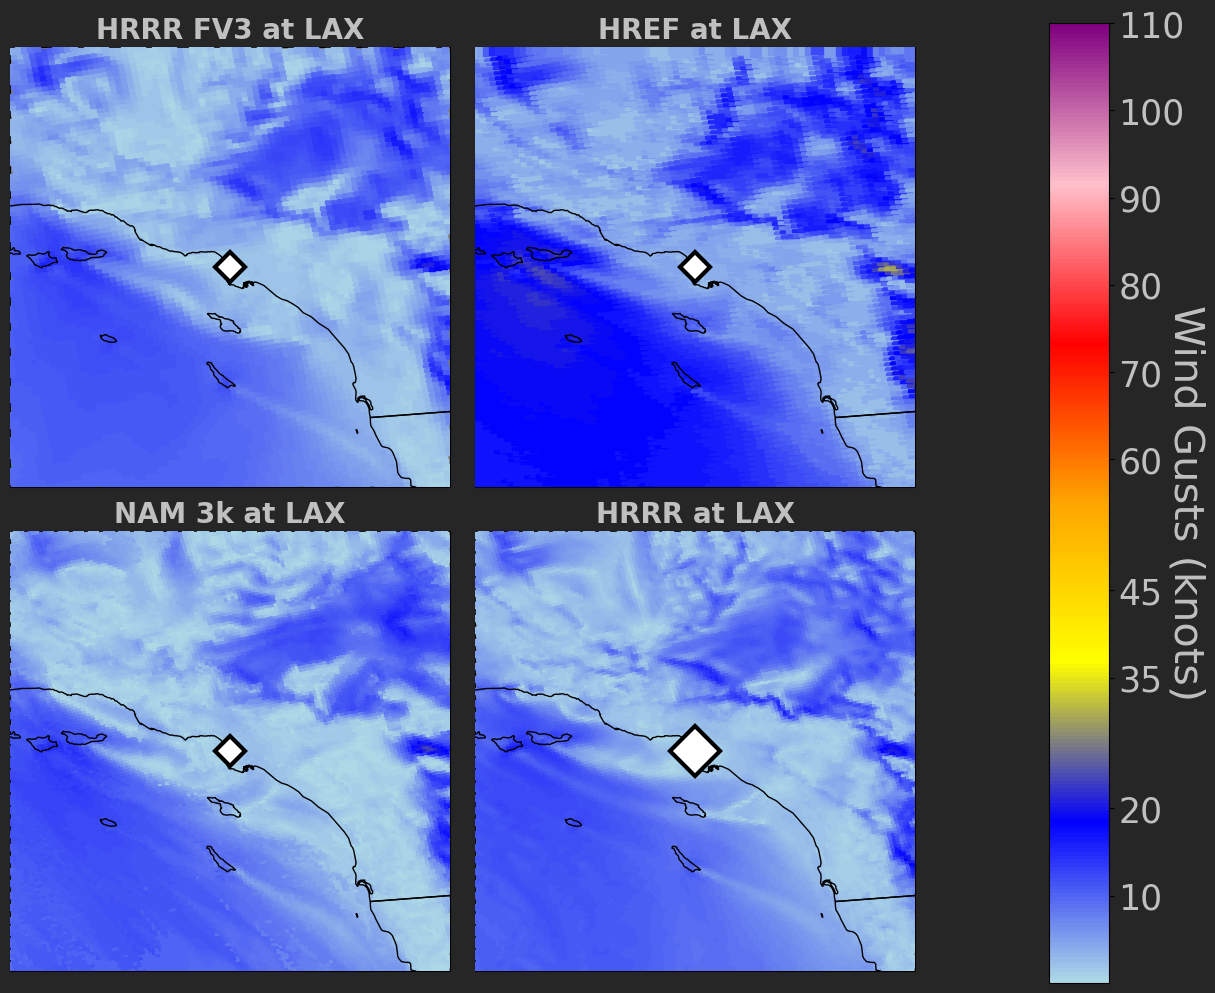 HRRR FV3 at LAX
HREF at LAX
NAM 3k at LAX
HRRR at LAX
110
100
90
80
70
60
45
35
20
10
Wind Gusts (knots)